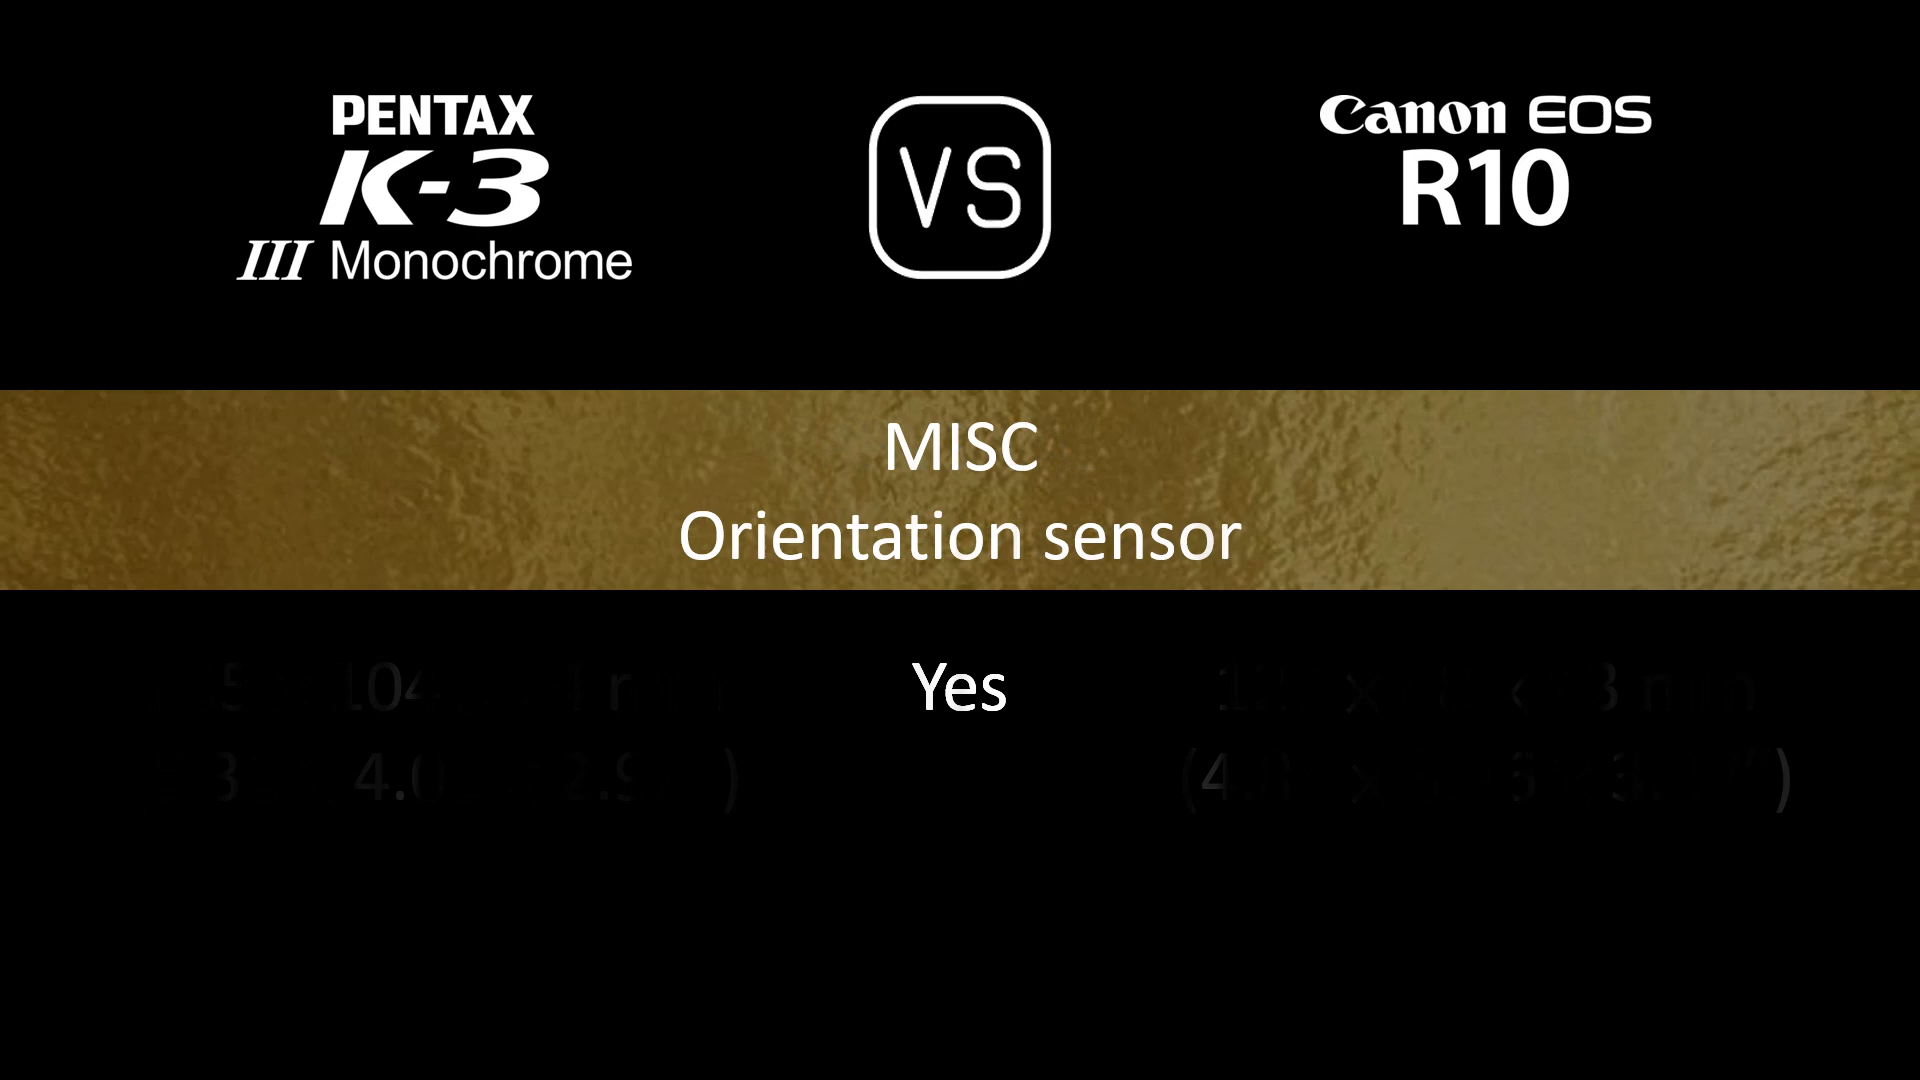 PENTAX
K-3
III Monochrome
VS
Canon EOS
R10
MISC
Orientation sensor
Yes